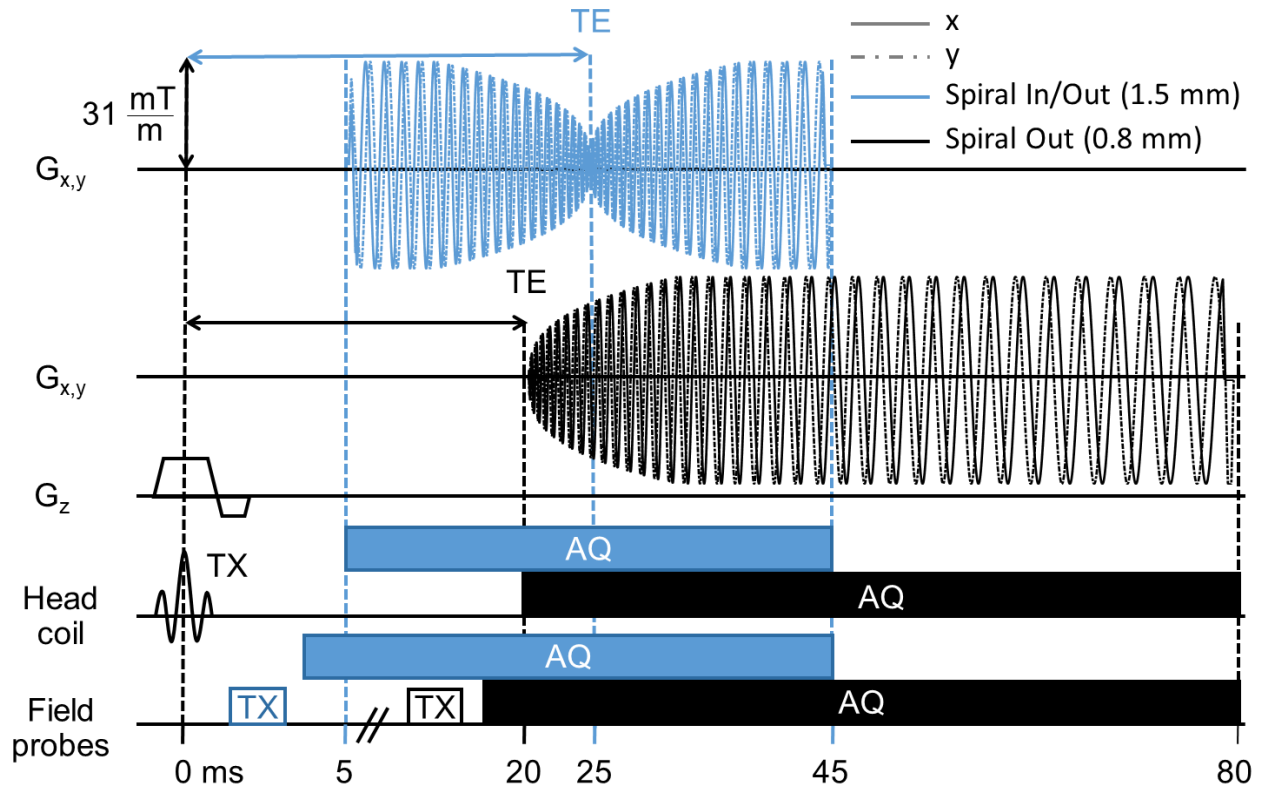 TE
x
y
Spiral In/Out (1.5 mm)
Spiral Out (0.8 mm)
31 mT/m
Gx,y
TE
Gx,y
Gz
AQ
TX
AQ
Head
coil
AQ
TX
TX
AQ
Field
probes
0 ms
5
20
25
45
80